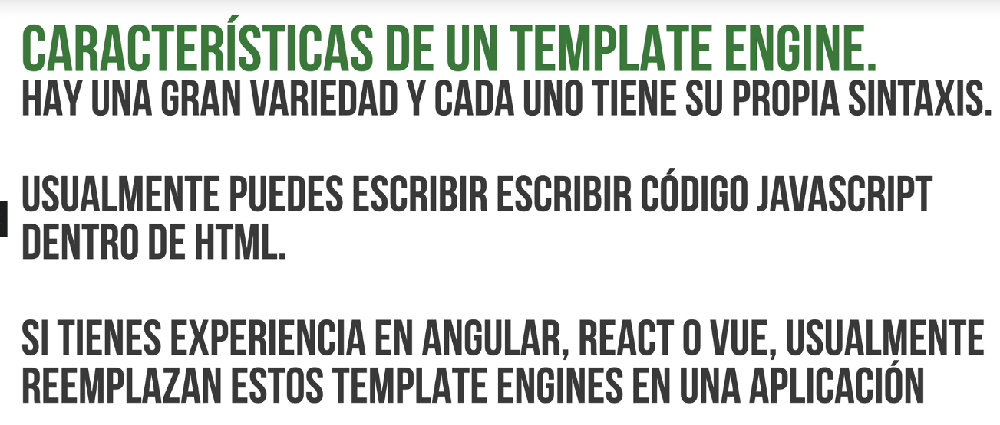 CARACTERÍSTICAS DE UN TEMPLATE ENGINE.
HAY UNA GRAN VARIEDAD Y CADA UNO TIENE SU PROPIA SINTAXIS.
USUALMENTE PUEDES ESCRIBIR ESCRIBIR CÓDIGO JAVASCRIPT
DENTRO DE HTML.
SI TIENES EXPERIENCIA EN ANGULAR, REACT O VUE, USUALMENTE
REEMPLAZAN ESTOS TEMPLATE ENGINES EN UNA APLICACIÓN